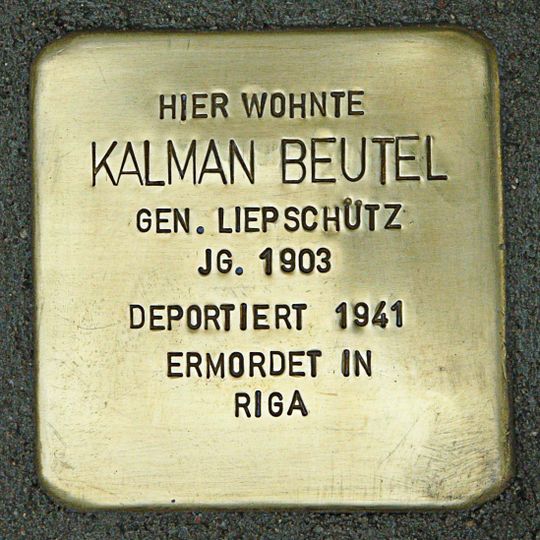 HIER WOHNTE
KALMAN BEUTEL
GEN. LIEPSCHÜTZ
JG. 1903
DEPORTIERT 1941
ERMORDET IN
RIGA